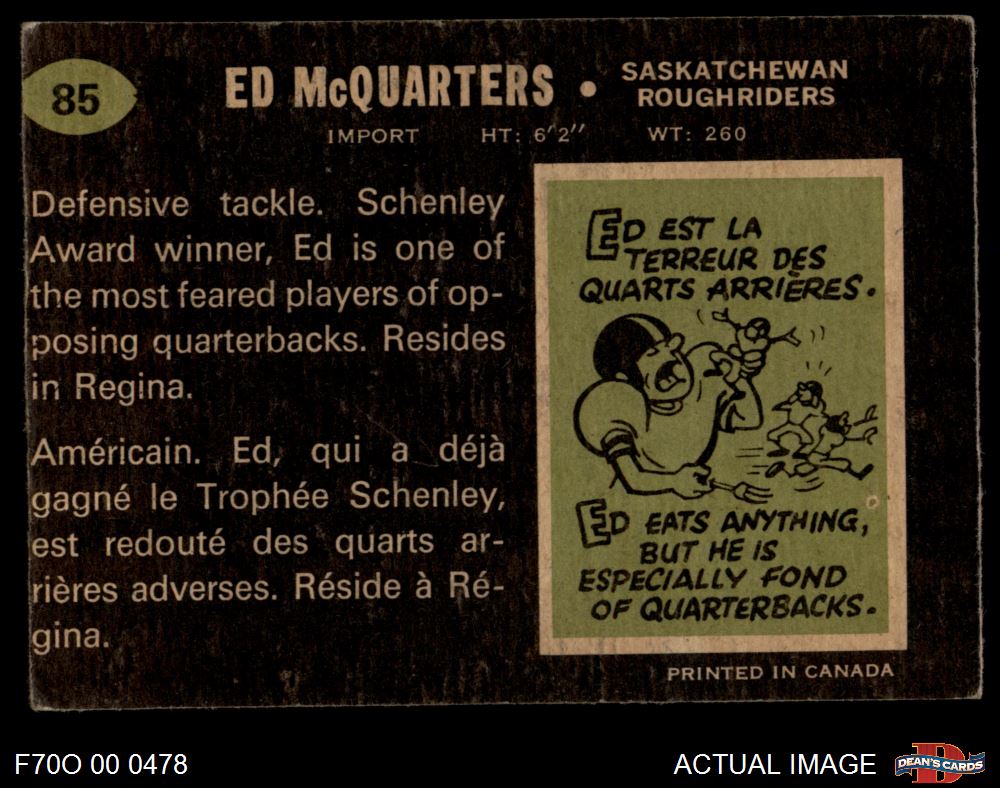 85
ED McQUARTERS • SASKATCHEWAN
ROUGHRIDERS
IMPORT HT: 6'2" WT: 260
Defensive tackle. Schenley
Award winner, Ed is one of
the most feared players of op-
posing quarterbacks. Resides
in Regina.
Américain. Ed, qui a déjà
gagné le Trophée Schenley,
est redouté des quarts ar-
rières adverses. Réside à Ré-
gina.
ED EST LA
TERREUR DES
QUARTS ARRIÈRES.
ED EATS ANYTHING,
BUT HE IS
ESPECIALLY FOND
OF QUARTERBACKS.
PRINTED IN CANADA
F70O 00 0478
ACTUAL IMAGE
DEAN'S CARDS